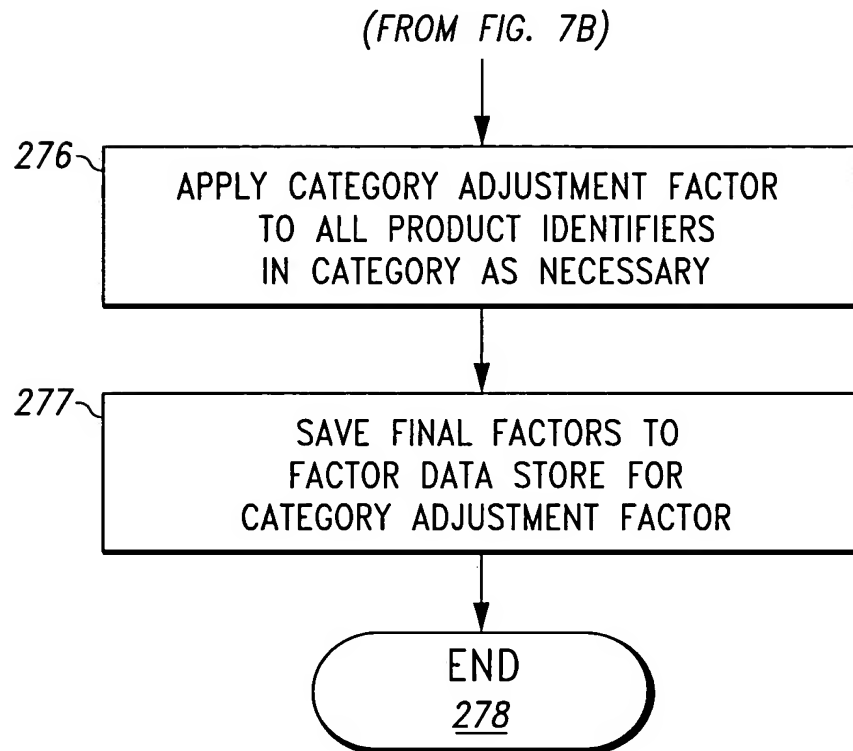 (FROM FIG. 7B)
276
APPLY CATEGORY ADJUSTMENT FACTOR
TO ALL PRODUCT IDENTIFIERS
IN CATEGORY AS NECESSARY
277
SAVE FINAL FACTORS TO
FACTOR DATA STORE FOR
CATEGORY ADJUSTMENT FACTOR
END
278